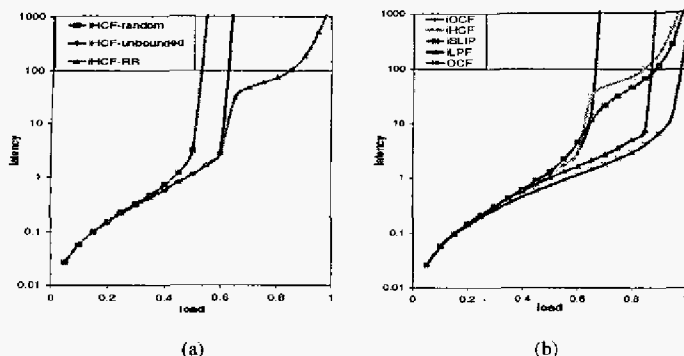 1000
100
10
1
0.1
0.01
latency
iHCF-random
iHCF-unbounded
iHCF-RR
0 0.2 0.4 0.6 0.8 1
load
(a)
1000
100
10
1
0.1
0.01
latency
iOCF
iHCF
iSLIP
iLPF
OCF
0 0.2 0.4 0.6 0.8 1
load
(b)